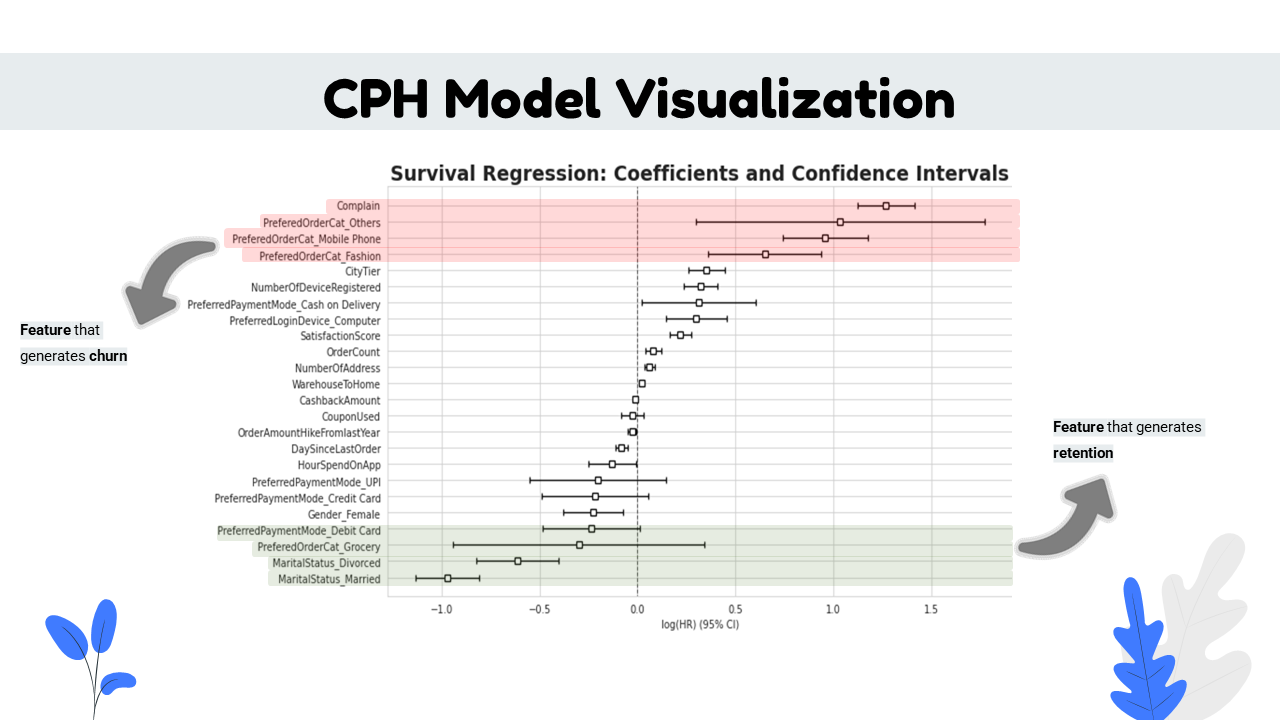 CPH Model Visualization
Survival Regression: Coefficients and Confidence Intervals
Complain
PreferedOrderCat_Others
PreferedOrderCat_Mobile Phone
PreferedOrderCat_Fashion
CityTier
NumberOfDeviceRegistered
PreferredPaymentMode_Cash on Delivery
PreferredLoginDevice_Computer
SatisfactionScore
OrderCount
NumberOfAddress
WarehouseToHome
CashbackAmount
CouponUsed
OrderAmountHikeFromlastYear
DaySinceLastOrder
HourSpendOnApp
PreferredPaymentMode_UPI
PreferredPaymentMode_Credit Card
Gender_Female
PreferredPaymentMode_Debit Card
PreferedOrderCat_Grocery
MaritalStatus_Divorced
MaritalStatus_Married
−1.0 −0.5 0.0 0.5 1.0 1.5
log(HR) (95% CI)
Feature that
generates churn
Feature that generates
retention